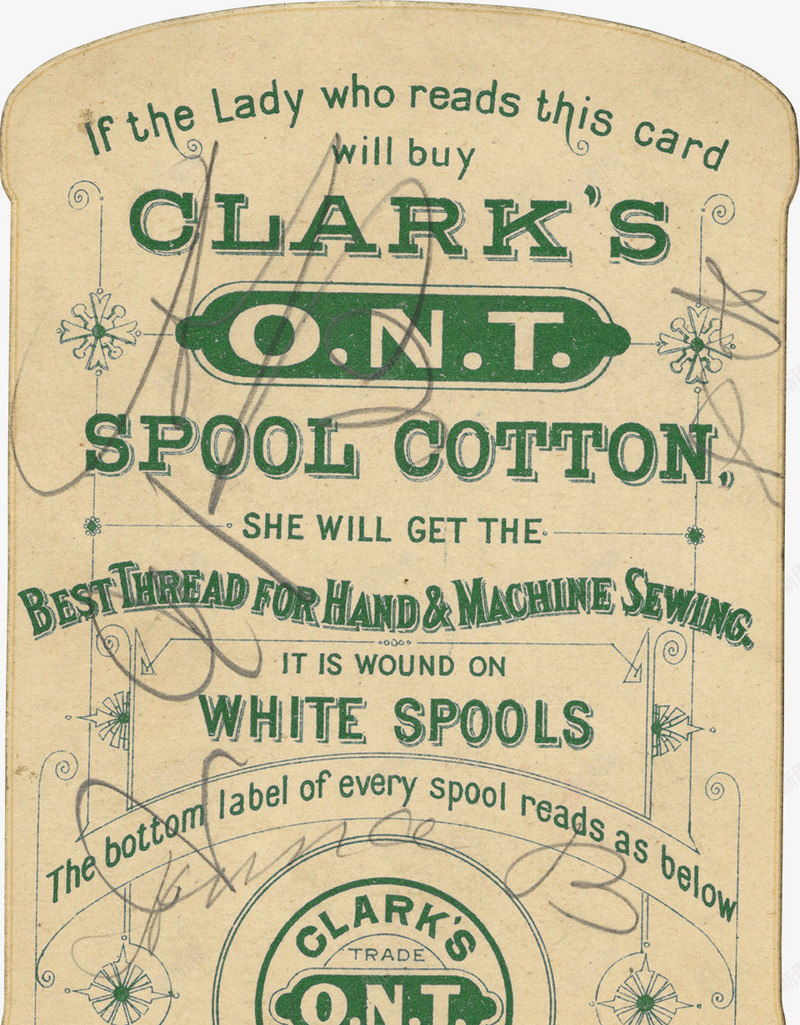 If the Lady who reads this card
will buy
CLARK'S
O.N.T.
SPOOL COTTON,
SHE WILL GET THE
BEST THREAD FOR HAND & MACHINE SEWING.
IT IS WOUND ON
WHITE SPOOLS
The bottom label of every spool reads as below
CLARK'S
TRADE
O.N.T.